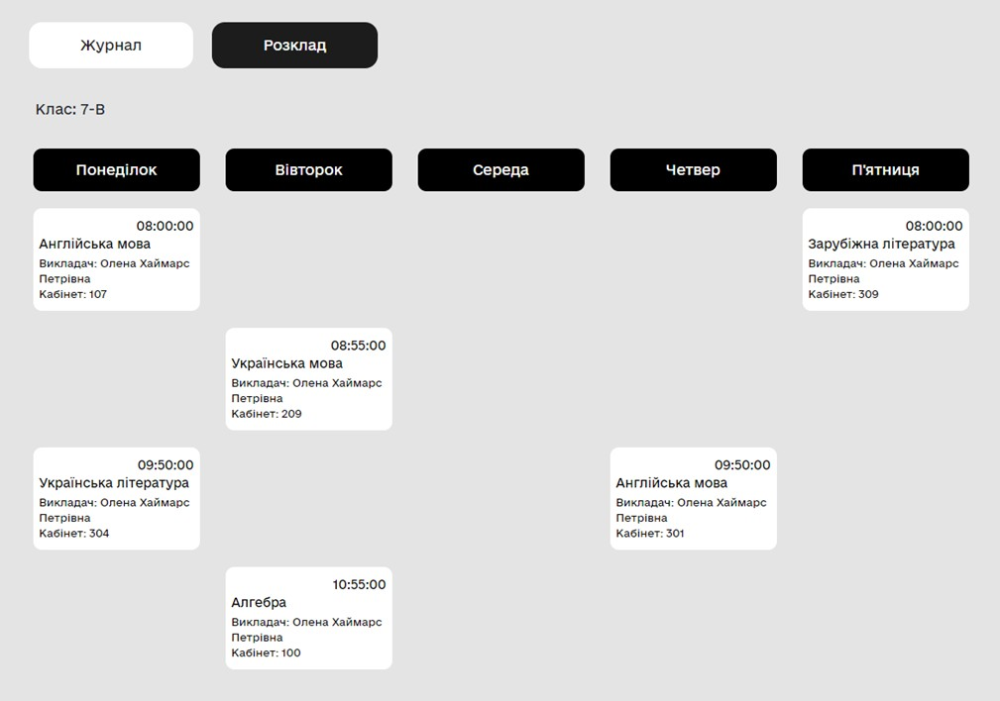 Журнал
Розклад
Клас: 7-В
Понеділок
Вівторок
Середа
Четвер
П'ятниця
08:00:00
Англійська мова
Викладач: Олена Хаймарс
Петрівна
Кабінет: 107
08:00:00
Зарубіжна література
Викладач: Олена Хаймарс
Петрівна
Кабінет: 309
08:55:00
Українська мова
Викладач: Олена Хаймарс
Петрівна
Кабінет: 209
09:50:00
Українська література
Викладач: Олена Хаймарс
Петрівна
Кабінет: 304
09:50:00
Англійська мова
Викладач: Олена Хаймарс
Петрівна
Кабінет: 301
10:55:00
Алгебра
Викладач: Олена Хаймарс
Петрівна
Кабінет: 100